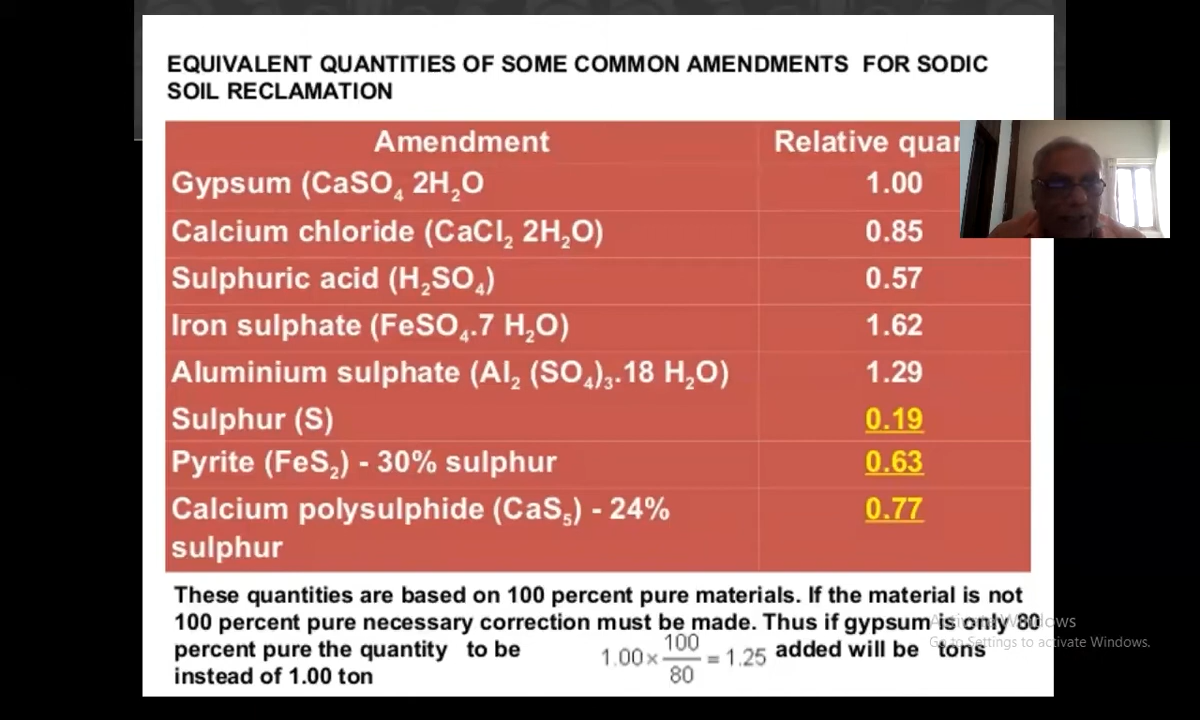 EQUIVALENT QUANTITIES OF SOME COMMON AMENDMENTS FOR SODIC
SOIL RECLAMATION
Amendment Relative quan
Gypsum (CaSO₄ 2H₂O 1.00
Calcium chloride (CaCl₂ 2H₂O) 0.85
Sulphuric acid (H₂SO₄) 0.57
Iron sulphate (FeSO₄.7 H₂O) 1.62
Aluminium sulphate (Al₂ (SO₄)₃.18 H₂O) 1.29
Sulphur (S) 0.19
Pyrite (FeS₂) - 30% sulphur 0.63
Calcium polysulphide (CaS₅) - 24% 0.77
sulphur
These quantities are based on 100 percent pure materials. If the material is not
100 percent pure necessary correction must be made. Thus if gypsum is only 80
percent pure the quantity to be 1.00 × 100/80 = 1.25 added will be tons
instead of 1.00 ton
Activate Windows
Go to Settings to activate Windows.